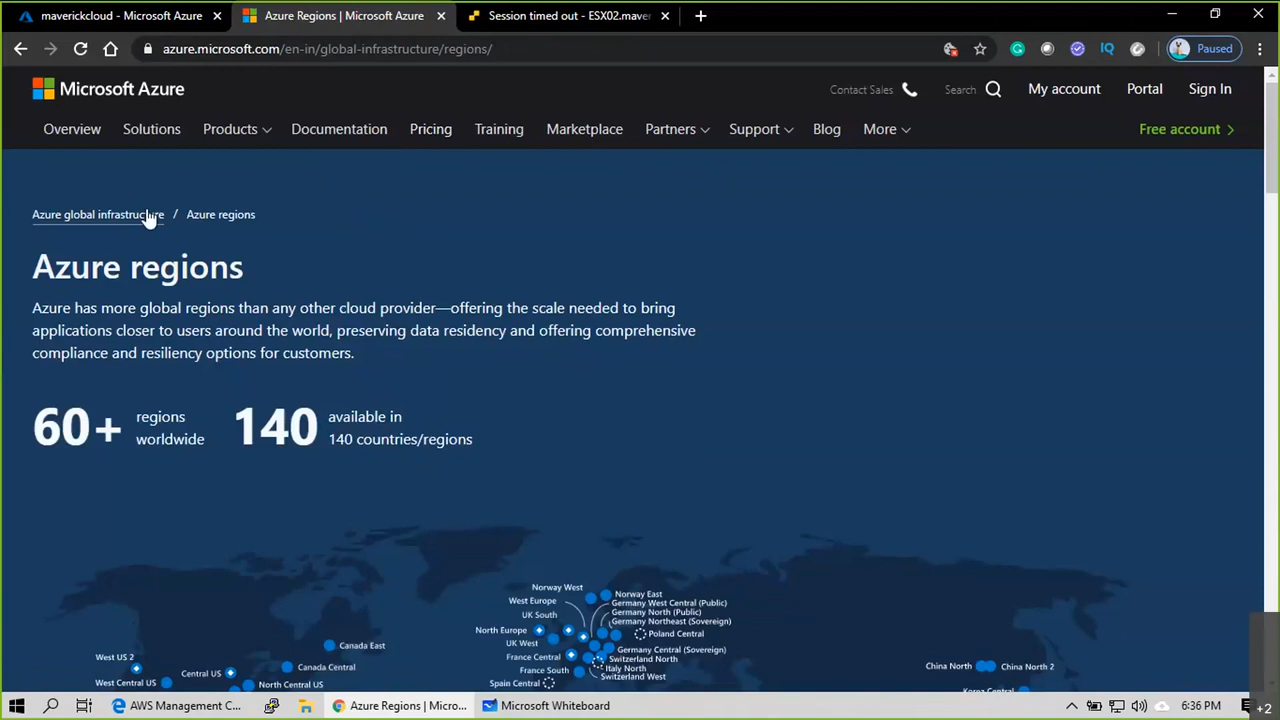 maverickcloud - Microsoft Azure
Azure Regions | Microsoft Azure
Session timed out - ESX02.maver
azure.microsoft.com/en-in/global-infrastructure/regions/
IQ
Paused
Microsoft Azure
Contact Sales
Search
My account
Portal
Sign In
Overview
Solutions
Products
Documentation
Pricing
Training
Marketplace
Partners
Support
Blog
More
Free account
Azure global infrastructure / Azure regions
Azure regions
Azure has more global regions than any other cloud provider—offering the scale needed to bring
applications closer to users around the world, preserving data residency and offering comprehensive
compliance and resiliency options for customers.
60+
regions
worldwide
140
available in
140 countries/regions
Norway West
Norway East
West Europe
Germany West Central (Public)
Germany North (Public)
UK South
Germany Northeast (Sovereign)
North Europe
Poland Central
UK West
Canada East
Germany Central (Sovereign)
West US 2
France Central
Switzerland North
Central US
Canada Central
Italy North
China North
China North 2
France South
Switzerland West
West Central US
North Central US
Spain Central
Korea Central
AWS Management C...
Azure Regions | Micro...
Microsoft Whiteboard
6:36 PM
+2